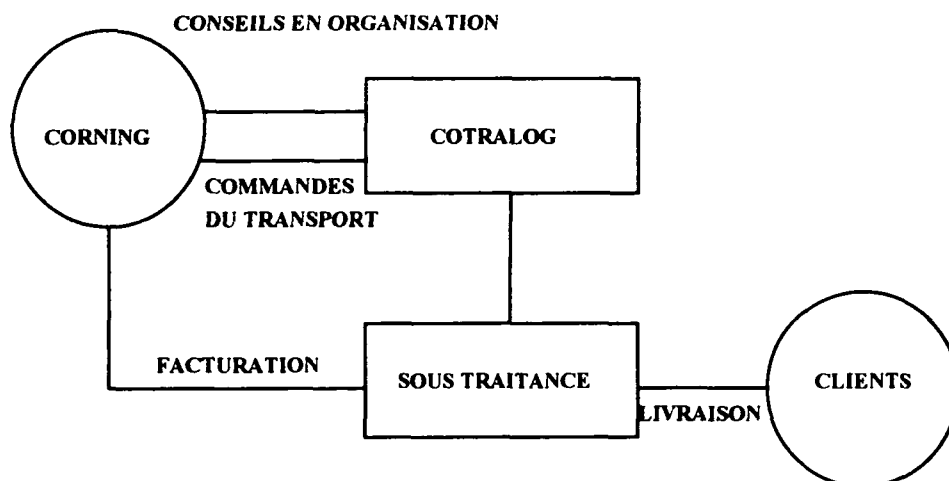 CONSEILS EN ORGANISATION
CORNING
COTRALOG
COMMANDES
DU TRANSPORT
FACTURATION
SOUS TRAITANCE
CLIENTS
LIVRAISON